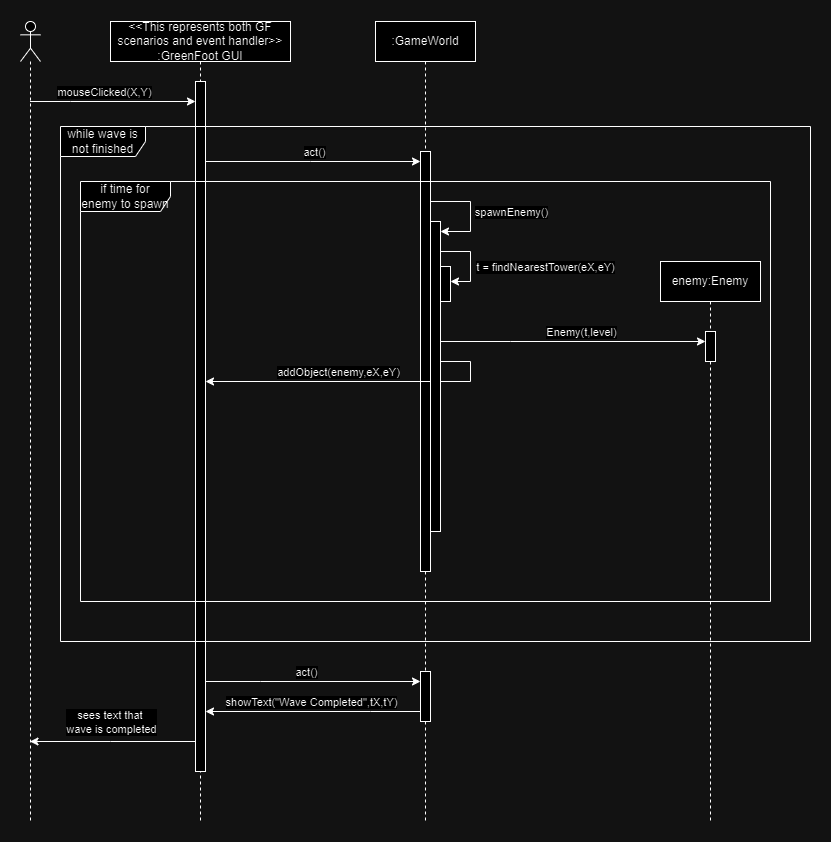 <<This represents both GF
scenarios and event handler>>
:GreenFoot GUI
:GameWorld
mouseClicked(X,Y)
while wave is
not finished
act()
if time for
enemy to spawn
spawnEnemy()
t = findNearestTower(eX,eY)
enemy:Enemy
Enemy(t,level)
addObject(enemy,eX,eY)
act()
showText("Wave Completed",tX,tY)
sees text that
wave is completed